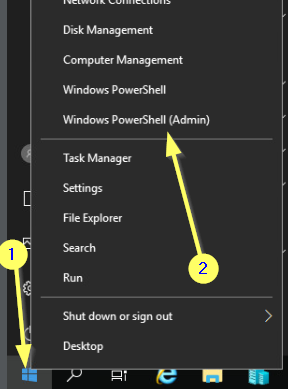 Network Connections
Disk Management
Computer Management
Windows PowerShell
Windows PowerShell (Admin)
Task Manager
Settings
File Explorer
Search
Run
Shut down or sign out
Desktop
1
2